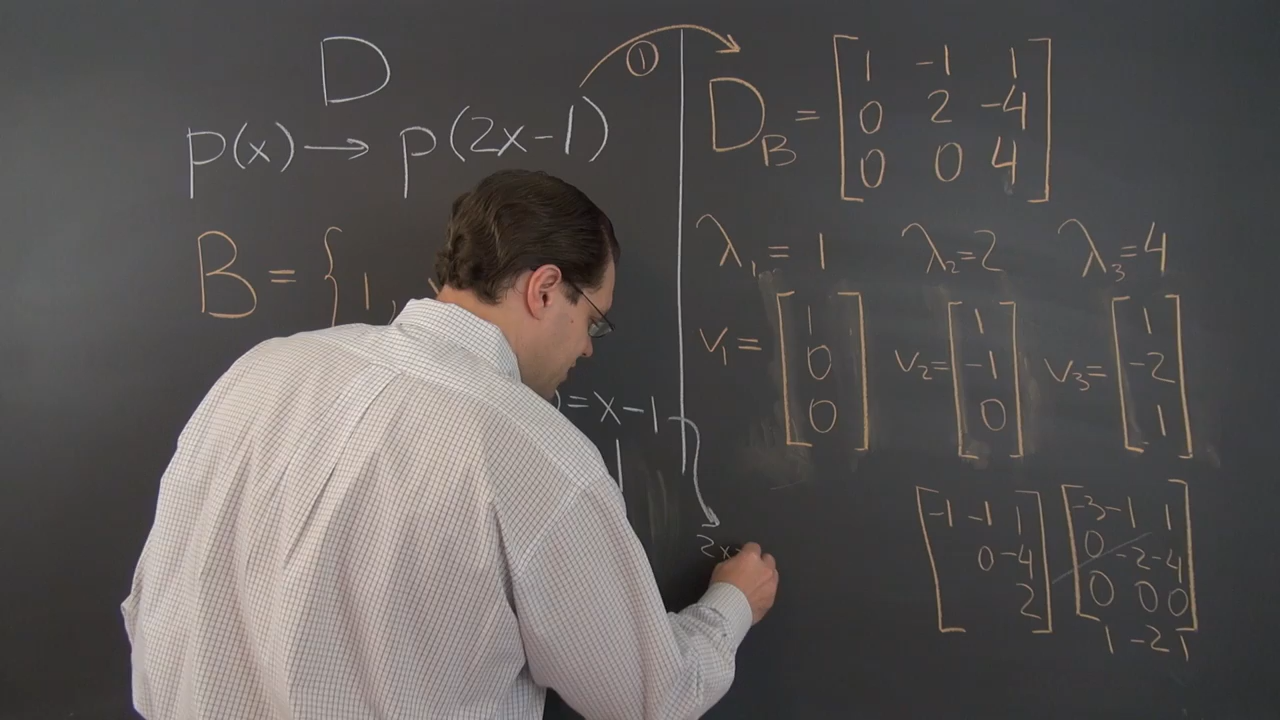 D
p(x) → p(2x-1)
B = { 1,
) = x-1
2x
①
D_B = [ 1 -1 1
0 2 -4
0 0 4 ]
λ₁ = 1 λ₂ = 2 λ₃ = 4
v₁ = [ 1 0 0 ] v₂ = [ 1 -1 0 ] v₃ = [ 1 -2 1 ]
[ -1 -1 1 ] [ -3 -1 1
0 -4 0 -2 -4
2 0 0 0 ]
1 -2 1